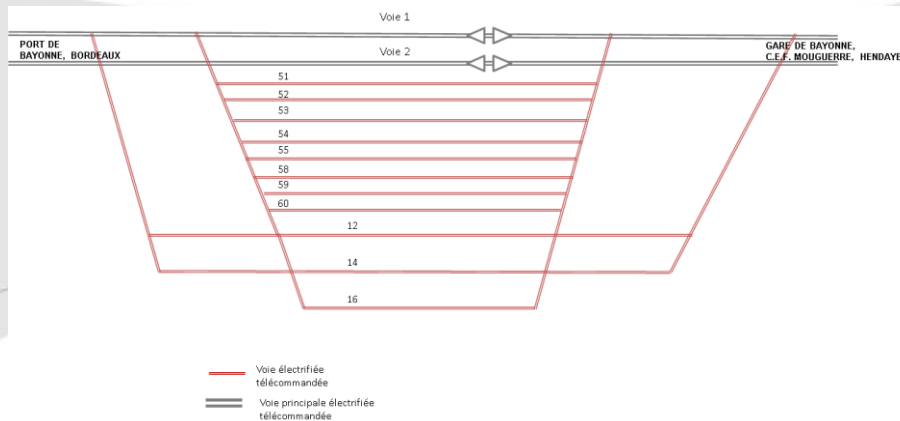 Voie 1
PORT DE
BAYONNE, BORDEAUX
Voie 2
GARE DE BAYONNE,
C.E.F. MOUGUERRE, HENDAYE
51
52
53
54
55
58
59
60
12
14
16
Voie électrifiée
télécommandée
Voie principale électrifiée
télécommandée